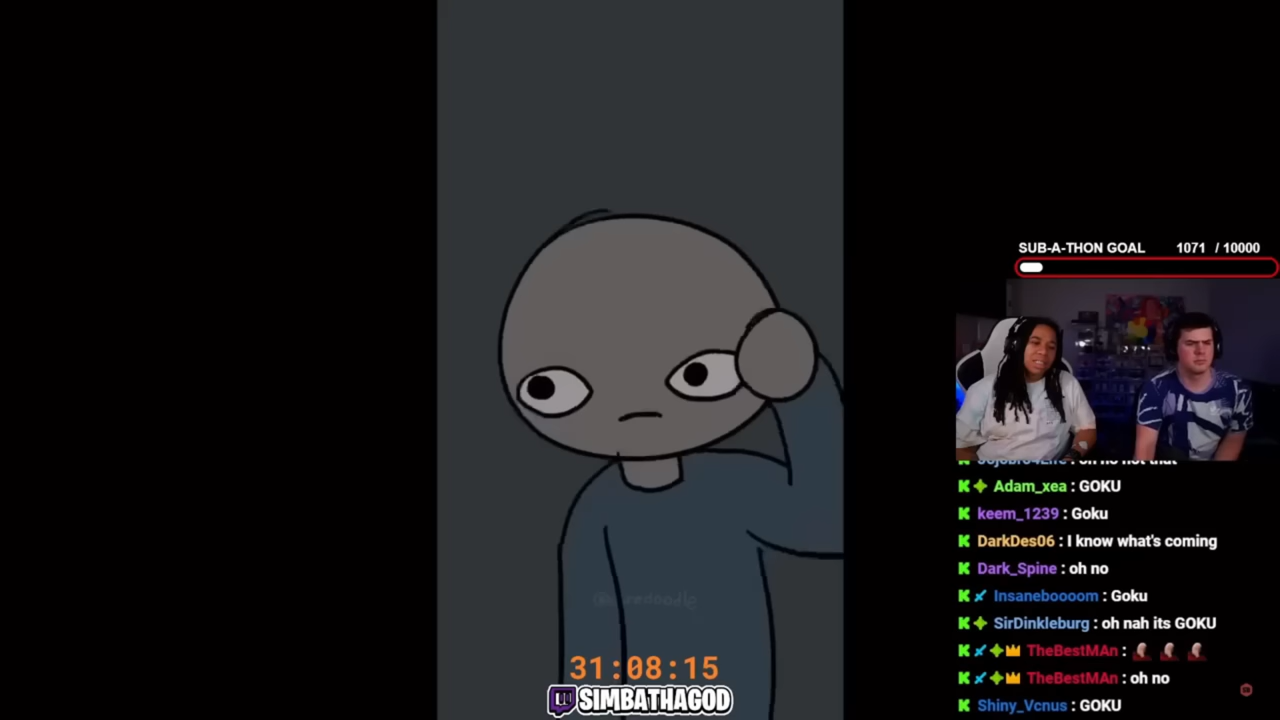 SUB-A-THON GOAL 1071 / 10000
Adam_xea : GOKU
keem_1239 : Goku
DarkDes06 : I know what's coming
Dark_Spine : oh no
Insaneboooom : Goku
SirDinkleburg : oh nah its GOKU
TheBestMAn :
TheBestMAn : oh no
Shiny_Vcnus : GOKU
31:08:15
SIMBATHAGOD